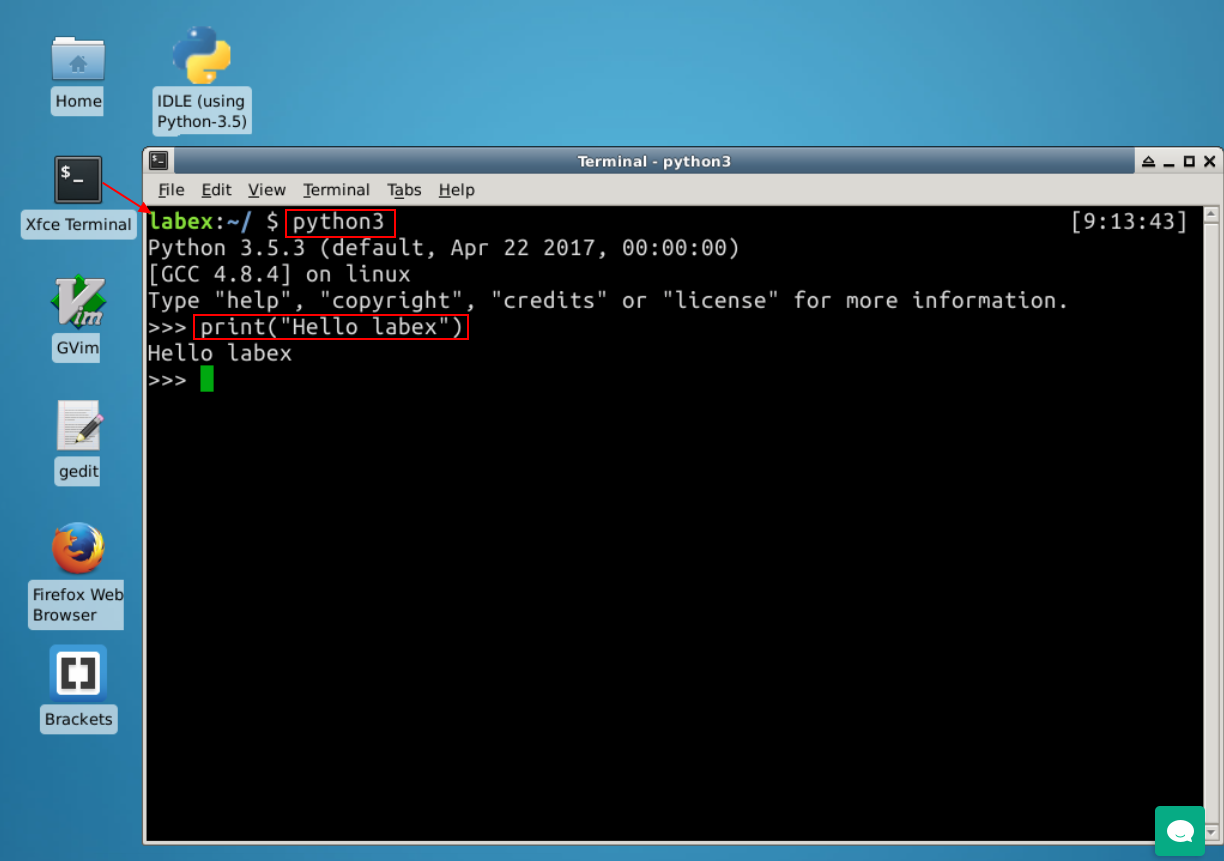 Home
IDLE (using
Python-3.5)
$_
Xfce Terminal
Vim
GVim
gedit
Firefox Web
Browser
Brackets
Terminal - python3
File Edit View Terminal Tabs Help
labex:~/ $ python3 [9:13:43]
Python 3.5.3 (default, Apr 22 2017, 00:00:00)
[GCC 4.8.4] on linux
Type "help", "copyright", "credits" or "license" for more information.
>>> print("Hello labex")
Hello labex
>>>